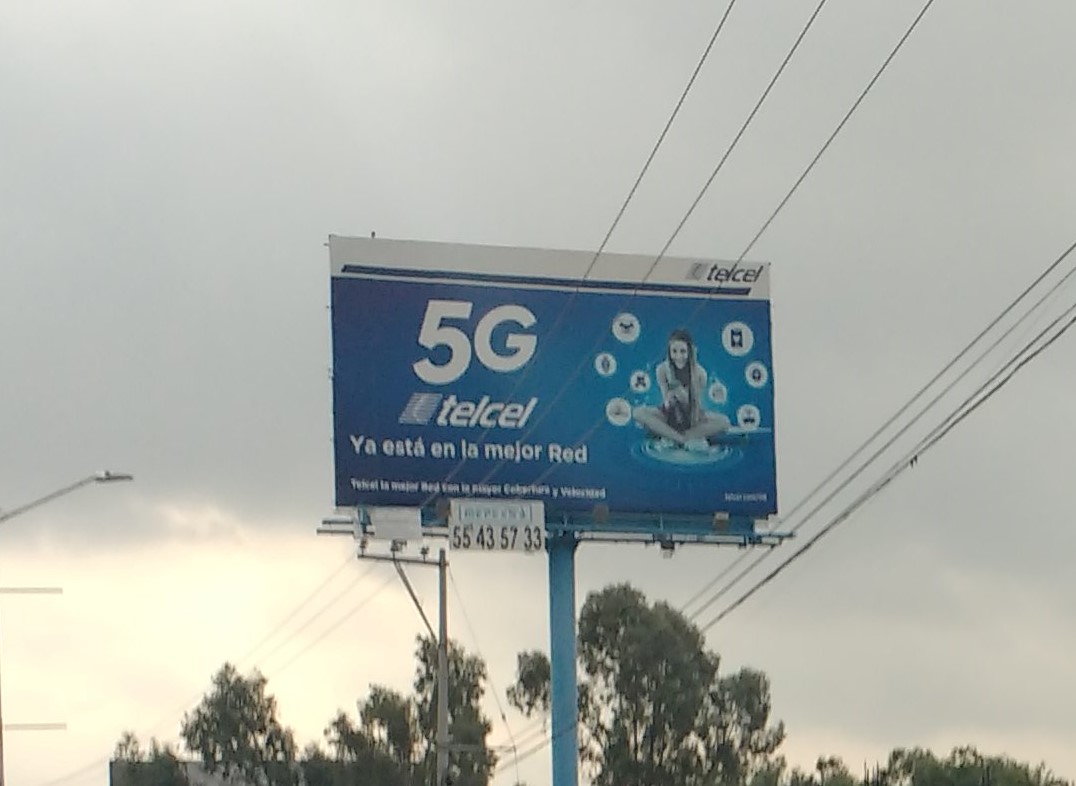 telcel
5G
telcel
Ya está en la mejor Red
Telcel la mejor Red con la mayor Cobertura y Velocidad
55 43 57 33